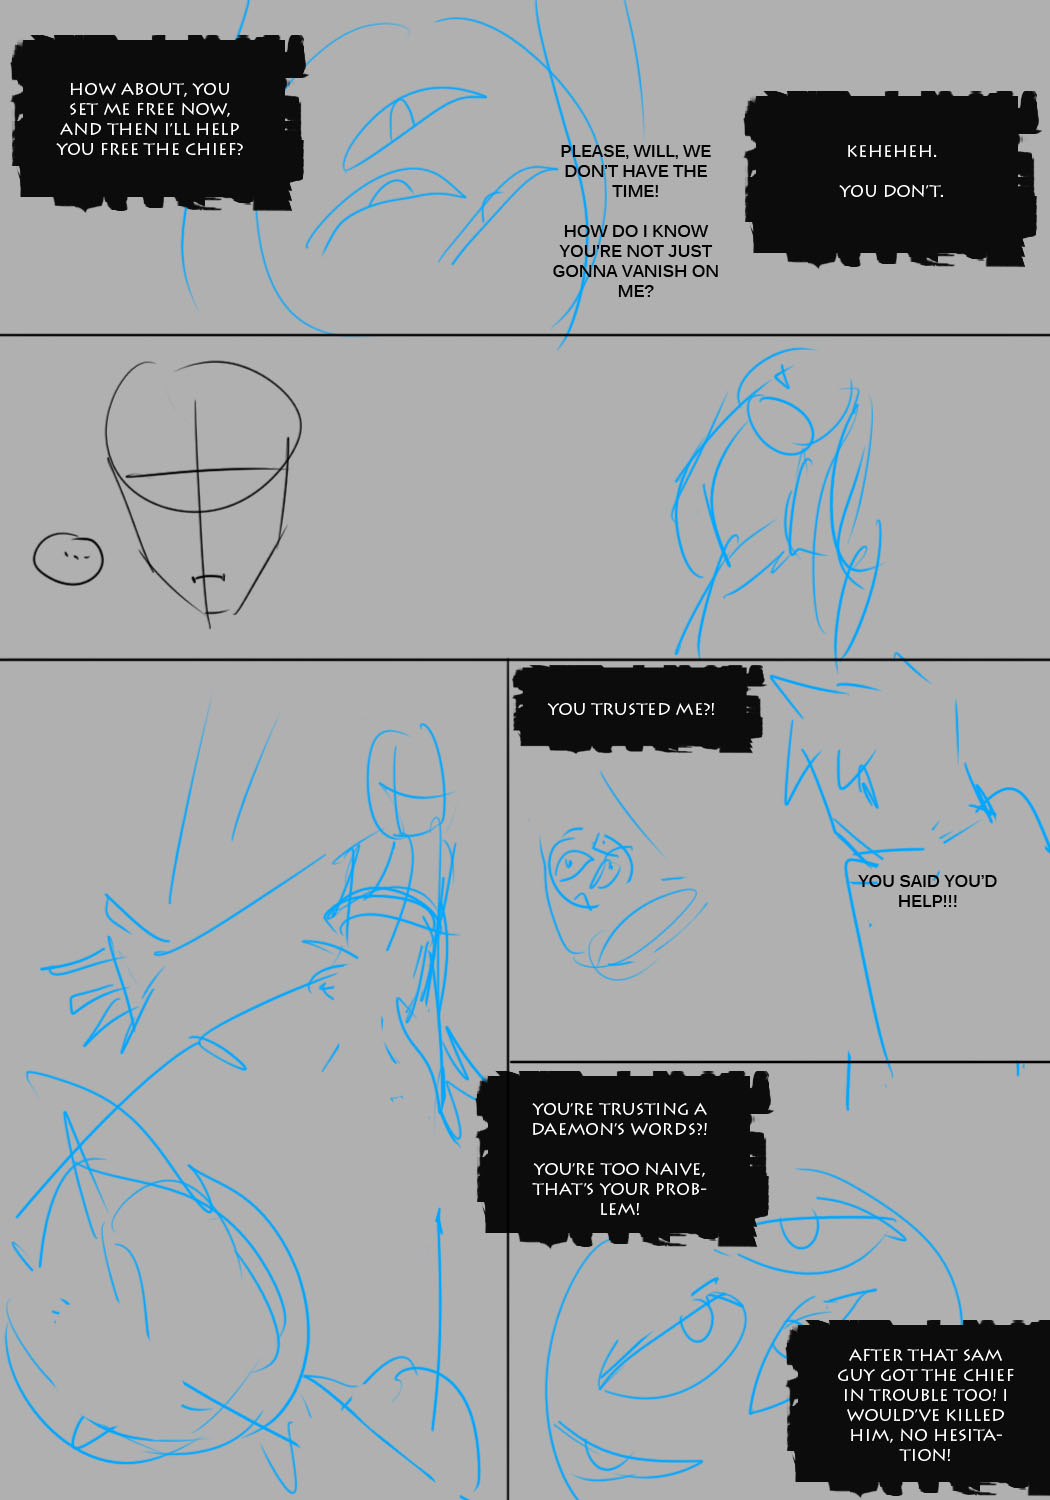 HOW ABOUT, YOU
SET ME FREE NOW,
AND THEN I'LL HELP
YOU FREE THE CHIEF?
PLEASE, WILL, WE
DON'T HAVE THE
TIME!
HOW DO I KNOW
YOU'RE NOT JUST
GONNA VANISH ON
ME?
KEHEHEH.
YOU DON'T.
...
YOU TRUSTED ME?!
YOU SAID YOU'D
HELP!!!
YOU'RE TRUSTING A
DAEMON'S WORDS?!
YOU'RE TOO NAIVE,
THAT'S YOUR PROB-
LEM!
AFTER THAT SAM
GUY GOT THE CHIEF
IN TROUBLE TOO! I
WOULD'VE KILLED
HIM, NO HESITA-
TION!